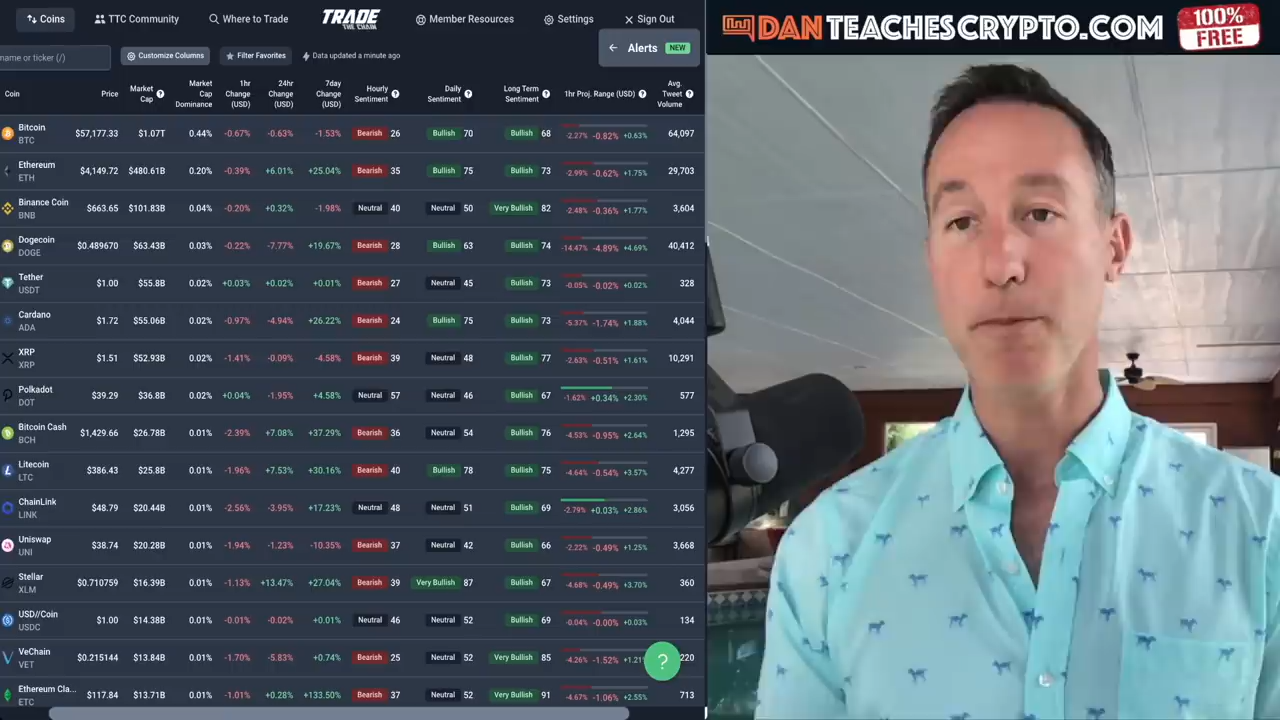 Coins
TTC Community
Where to Trade
TRADE
THE CHAIN
Member Res
Settings
Sign Out
DANTEACHESCRYPTO.COM
100%
FREE
name or ticker (/)
Customize Columns
Filter Favorites
Data updated a minute ago
Alerts NEW
Coin Price Market Cap Market Cap Dominance 1hr Change (USD) 24hr Change (USD) 7day Change (USD) Hourly Sentiment Daily Sentiment Long Term Sentiment 1hr Proj. Range (USD) Avg. Tweet Volume
Bitcoin BTC $57,177.33 $1.07T 0.44% -0.67% -0.63% -1.53% Bearish 26 Bullish 70 Bullish 68 -2.27% -0.82% +0.63% 64,097
Ethereum ETH $4,149.72 $480.61B 0.20% -0.39% +6.01% +25.04% Bearish 35 Bullish 75 Bullish 73 -2.99% -0.62% +1.75% 29,703
Binance Coin BNB $663.65 $101.83B 0.04% -0.20% +0.32% -1.98% Neutral 40 Neutral 50 Very Bullish 82 -2.48% -0.36% +1.77% 3,604
Dogecoin DOGE $0.489670 $63.43B 0.03% -0.22% -7.77% +19.67% Bearish 28 Bullish 63 Bullish 74 -14.47% -4.89% +4.69% 40,412
Tether USDT $1.00 $55.8B 0.02% +0.03% +0.02% +0.01% Bearish 27 Neutral 45 Bullish 73 -0.05% -0.02% +0.02% 328
Cardano ADA $1.72 $55.06B 0.02% -0.97% -4.94% +26.22% Bearish 24 Bullish 75 Bullish 73 -5.37% -1.74% +1.88% 4,044
XRP XRP $1.51 $52.93B 0.02% -1.41% -0.09% -4.58% Bearish 39 Neutral 48 Bullish 77 -2.63% -0.51% +1.61% 10,291
Polkadot DOT $39.29 $36.8B 0.02% +0.04% -1.95% +4.58% Neutral 57 Neutral 46 Bullish 67 -1.62% +0.34% +2.30% 577
Bitcoin Cash BCH $1,429.66 $26.78B 0.01% -2.39% +7.08% +37.29% Bearish 36 Neutral 54 Bullish 76 -4.53% -0.95% +2.64% 1,295
Litecoin LTC $386.43 $25.8B 0.01% -1.96% +7.53% +30.16% Bearish 40 Bullish 78 Bullish 75 -4.64% -0.54% +3.57% 4,277
ChainLink LINK $48.79 $20.44B 0.01% -2.56% -3.95% +17.23% Neutral 48 Neutral 51 Bullish 69 -2.79% +0.03% +2.86% 3,056
Uniswap UNI $38.74 $20.28B 0.01% -1.94% -1.23% -10.35% Bearish 37 Neutral 42 Bullish 66 -2.22% -0.49% +1.25% 3,668
Stellar XLM $0.710759 $16.39B 0.01% -1.13% +13.47% +27.04% Bearish 39 Very Bullish 87 Bullish 67 -4.68% -0.49% +3.70% 360
USD//Coin USDC $1.00 $14.38B 0.01% -0.01% -0.02% +0.01% Neutral 46 Neutral 52 Bullish 69 -0.04% -0.00% +0.03% 134
VeChain VET $0.215144 $13.84B 0.01% -1.70% -5.83% +0.74% Bearish 25 Neutral 52 Very Bullish 85 -4.26% -1.52% +1.21 220
Ethereum Cla... ETC $117.84 $13.71B 0.01% -1.01% +0.28% +133.50% Bearish 37 Neutral 52 Very Bullish 91 -4.67% -1.06% +2.55% 713
?